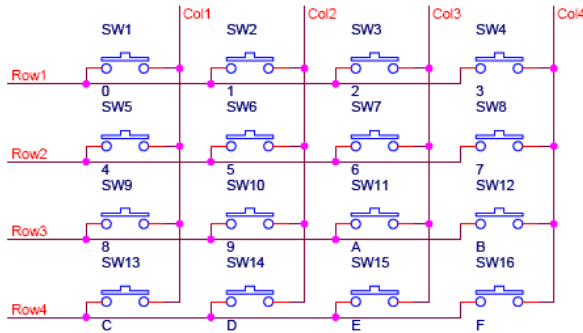 Col1 Col2 Col3 Col4
SW1 SW2 SW3 SW4
Row1
0 1 2 3
SW5 SW6 SW7 SW8
Row2
4 5 6 7
SW9 SW10 SW11 SW12
Row3
8 9 A B
SW13 SW14 SW15 SW16
Row4
C D E F